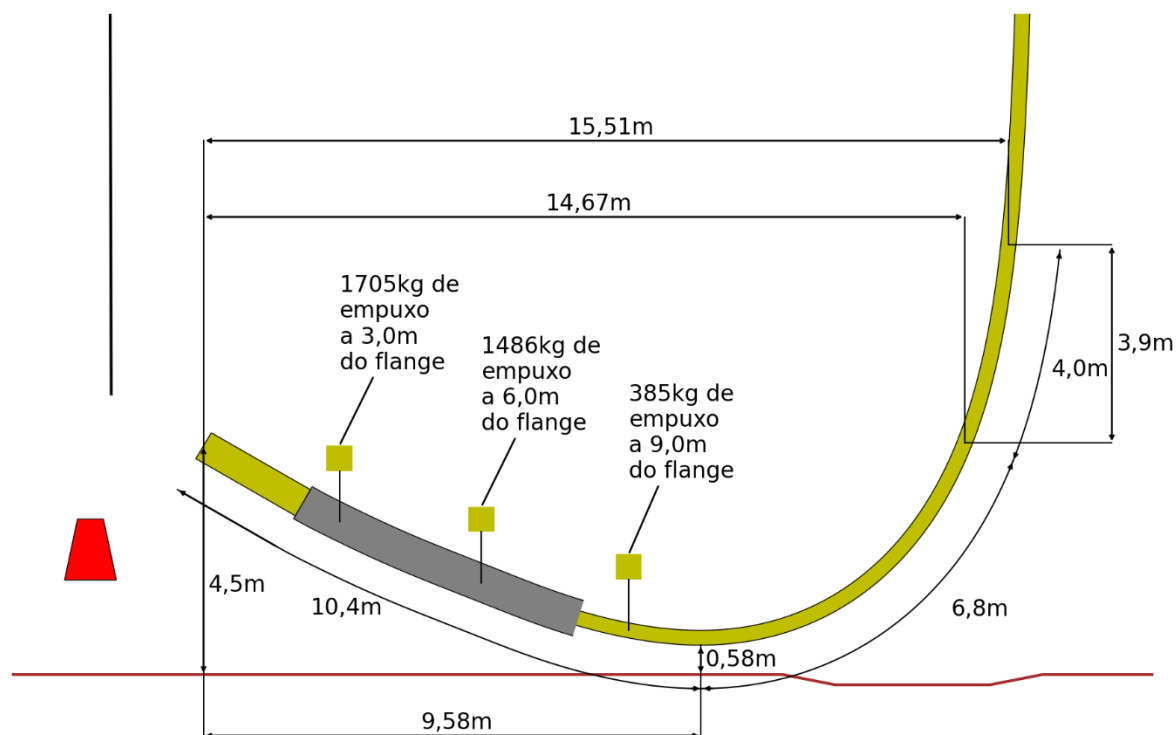 15,51m
14,67m
1705kg de
empuxo
a 3,0m
do flange
1486kg de
empuxo
a 6,0m
do flange
385kg de
empuxo
a 9,0m
do flange
3,9m
4,0m
4,5m
10,4m
6,8m
0,58m
9,58m